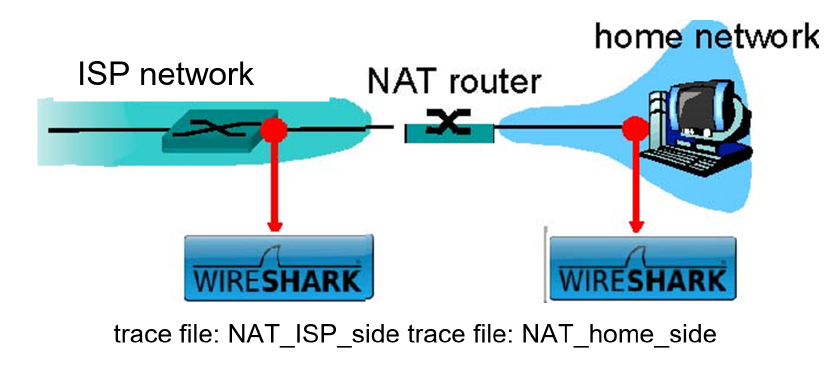 home network
ISP network
NAT router
WIRESHARK
WIRESHARK
trace file: NAT_ISP_side trace file: NAT_home_side